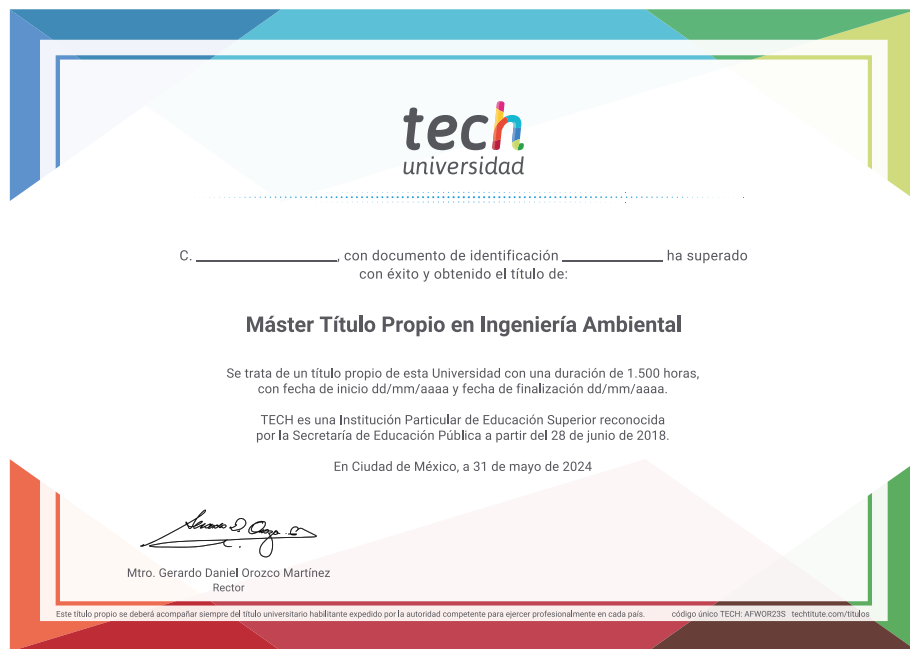 tech
universidad
C. ____________________, con documento de identificación ______________ ha superado
con éxito y obtenido el título de:
Máster Título Propio en Ingeniería Ambiental
Se trata de un título propio de esta Universidad con una duración de 1.500 horas,
con fecha de inicio dd/mm/aaaa y fecha de finalización dd/mm/aaaa.
TECH es una Institución Particular de Educación Superior reconocida
por la Secretaría de Educación Pública a partir del 28 de junio de 2018.
En Ciudad de México, a 31 de mayo de 2024
Mtro. Gerardo Daniel Orozco Martínez
Rector
Este título propio se deberá acompañar siempre del título universitario habilitante expedido por la autoridad competente para ejercer profesionalmente en cada país. código único TECH: AFWOR23S techtitute.com/titulos